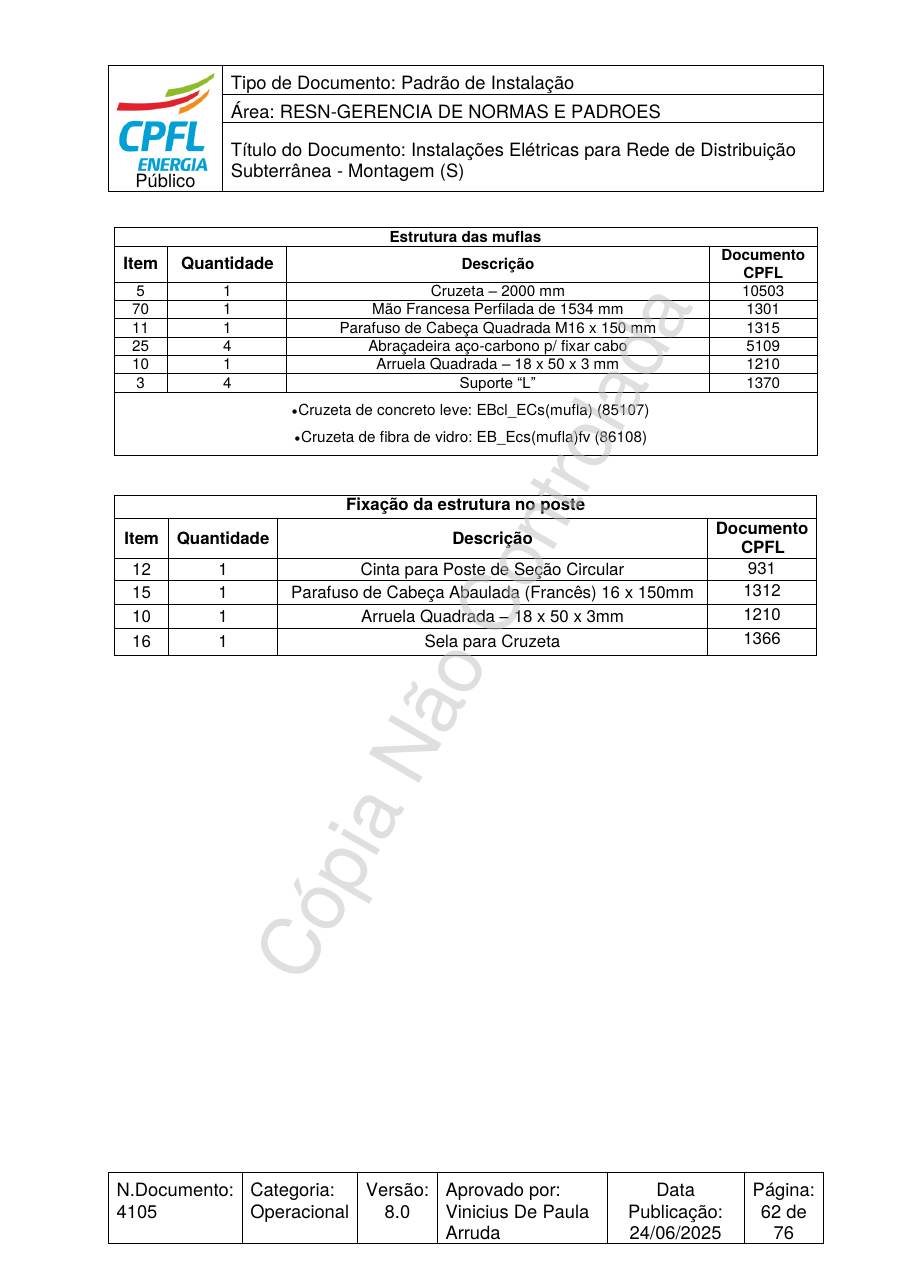 CPFL
ENERGIA
Público
Tipo de Documento: Padrão de Instalação
Área: RESN-GERENCIA DE NORMAS E PADROES
Título do Documento: Instalações Elétricas para Rede de Distribuição
Subterrânea - Montagem (S)
Estrutura das muflas
Item Quantidade Descrição Documento CPFL
5 1 Cruzeta – 2000 mm 10503
70 1 Mão Francesa Perfilada de 1534 mm 1301
11 1 Parafuso de Cabeça Quadrada M16 x 150 mm 1315
25 4 Abraçadeira aço-carbono p/ fixar cabo 5109
10 1 Arruela Quadrada – 18 x 50 x 3 mm 1210
3 4 Suporte “L” 1370
•Cruzeta de concreto leve: EBcl_ECs(mufla) (85107)
•Cruzeta de fibra de vidro: EB_Ecs(mufla)fv (86108)
Fixação da estrutura no poste
Item Quantidade Descrição Documento CPFL
12 1 Cinta para Poste de Seção Circular 931
15 1 Parafuso de Cabeça Abaulada (Francês) 16 x 150mm 1312
10 1 Arruela Quadrada – 18 x 50 x 3mm 1210
16 1 Sela para Cruzeta 1366
Cópia Não Controlada
N.Documento: Categoria: Versão: Aprovado por: Data Página:
4105 Operacional 8.0 Vinicius De Paula Publicação: 62 de
Arruda 24/06/2025 76